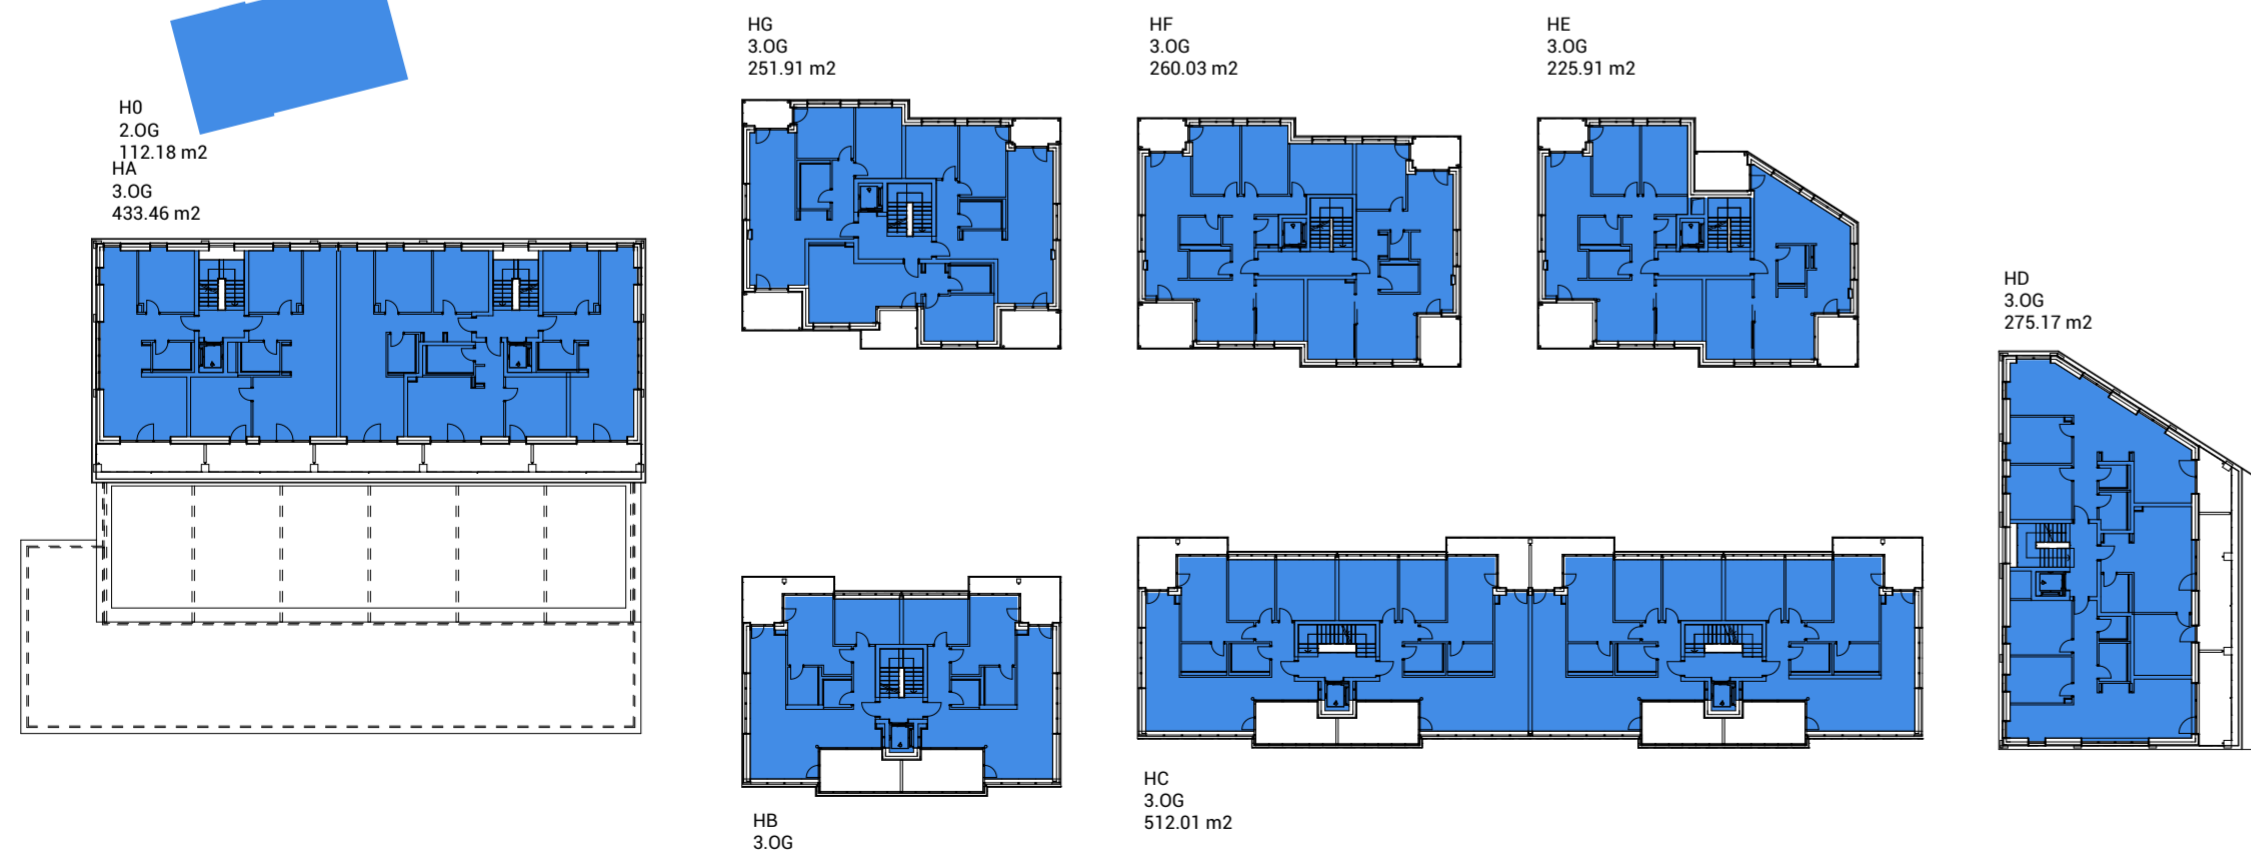 HG
3.OG
251.91 m2
HF
3.OG
260.03 m2
HE
3.OG
225.91 m2
H0
2.OG
112.18 m2
HA
3.OG
433.46 m2
HD
3.OG
275.17 m2
HC
3.OG
512.01 m2
HB
3.OG